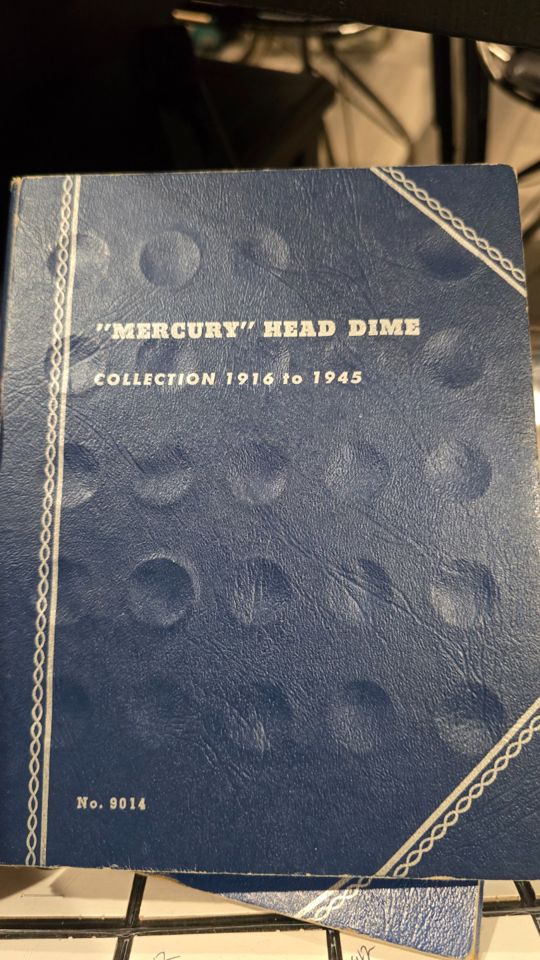 "MERCURY" HEAD DIME
COLLECTION 1916 to 1945
No. 9014